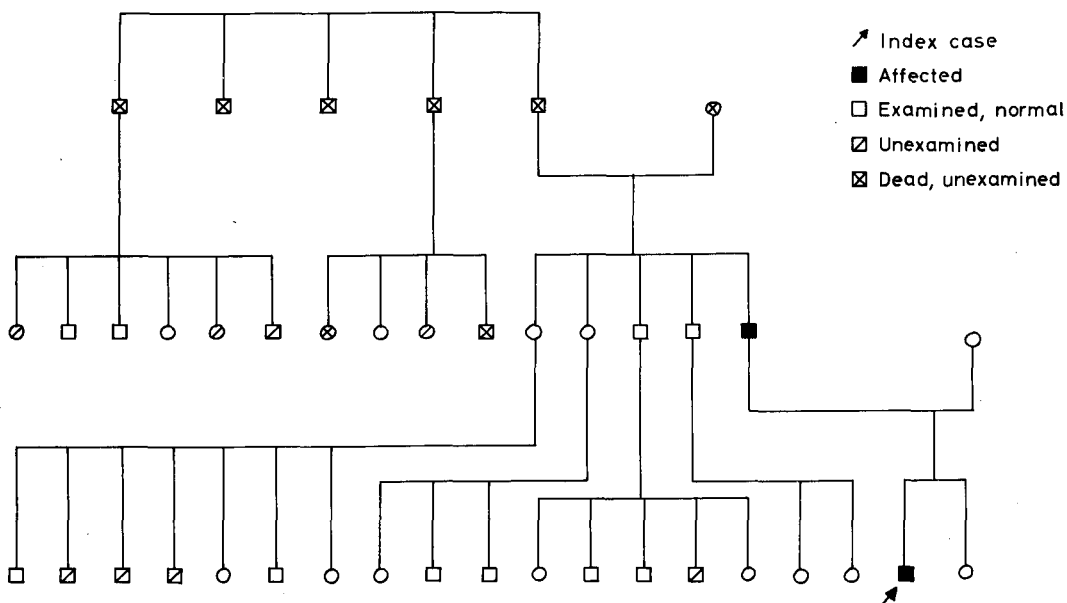 Index case
Affected
Examined, normal
Unexamined
Dead, unexamined